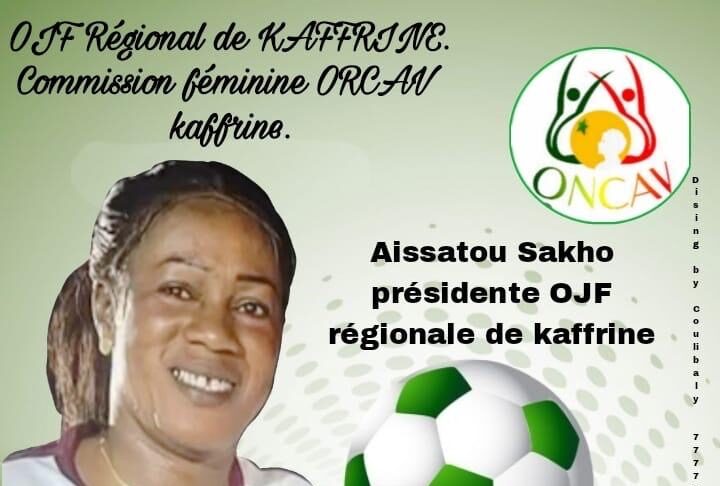 OJF Régional de KAFFRINE.
Commission féminine ORCAV
kaffrine.
ONCAV
Aissatou Sakho
présidente OJF
régionale de kaffrine
Dising by Coulibaly 7777